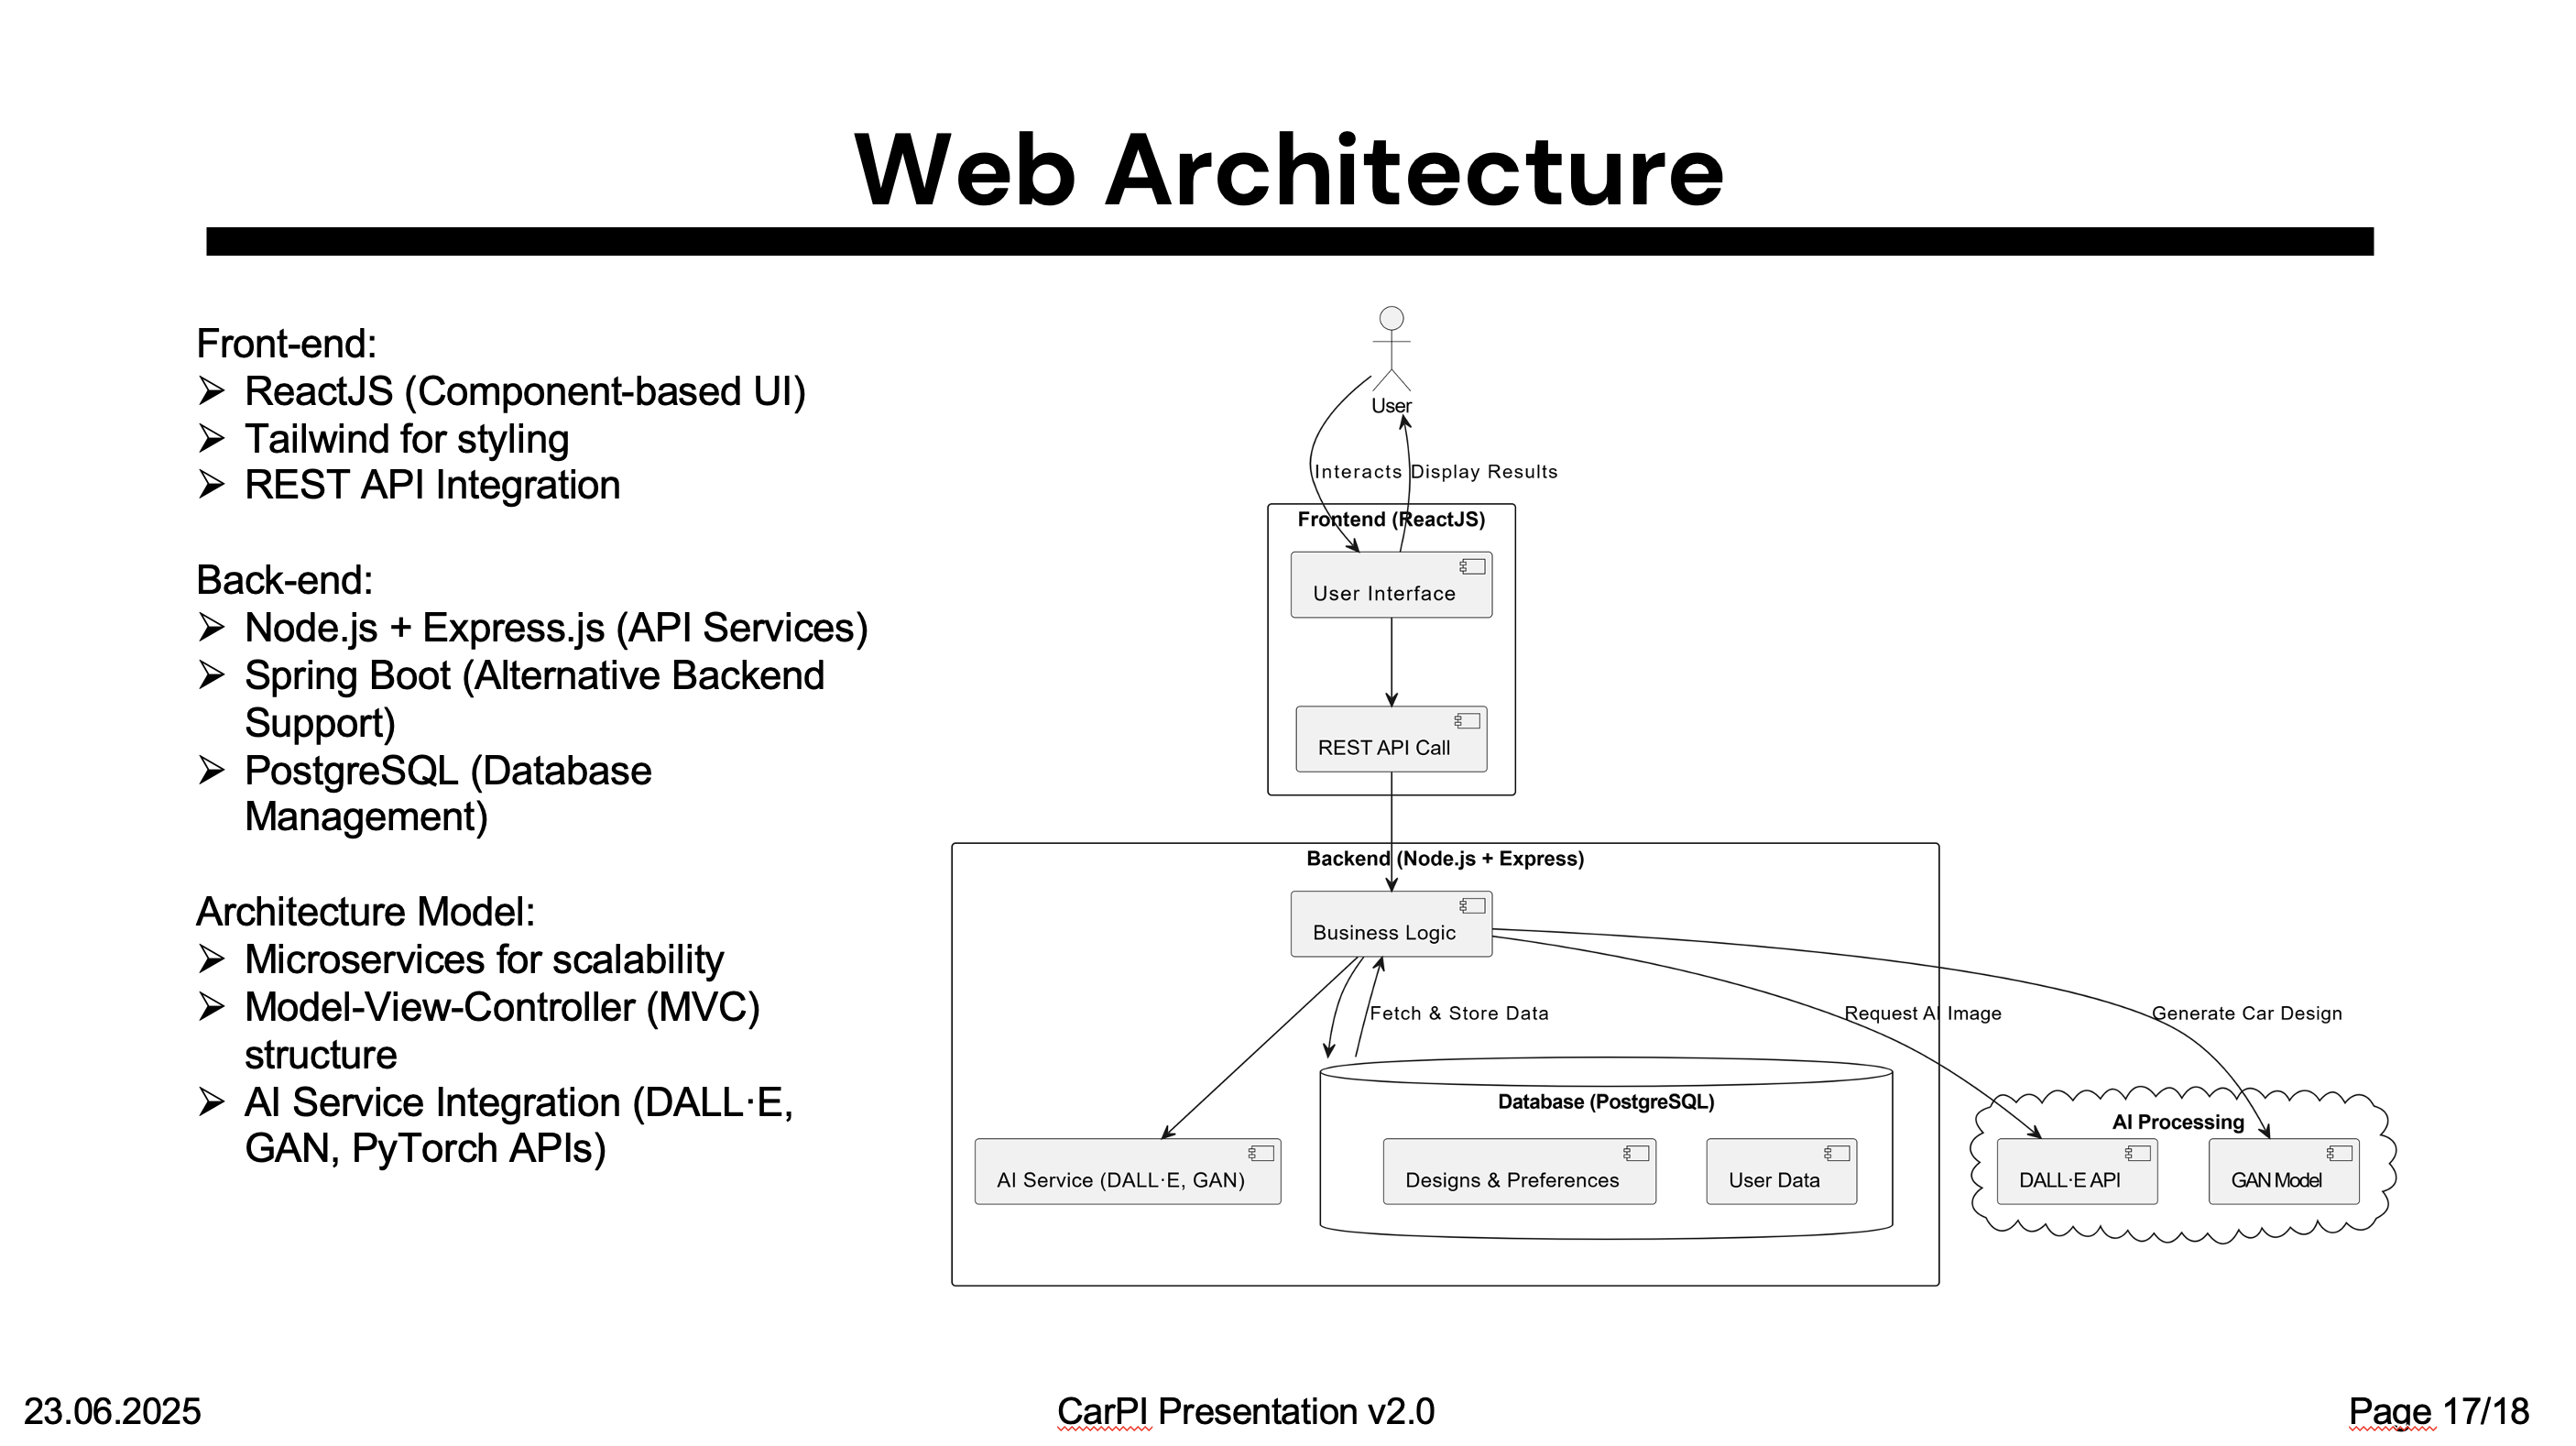 Web Architecture
Front-end:
➢ ReactJS (Component-based UI)
➢ Tailwind for styling
➢ REST API Integration
Back-end:
➢ Node.js + Express.js (API Services)
➢ Spring Boot (Alternative Backend
Support)
➢ PostgreSQL (Database
Management)
Architecture Model:
➢ Microservices for scalability
➢ Model-View-Controller (MVC)
structure
➢ AI Service Integration (DALL·E,
GAN, PyTorch APIs)
User
Interacts
Display Results
Frontend (ReactJS)
User Interface
REST API Call
Backend (Node.js + Express)
Business Logic
Fetch & Store Data
Request AI Image
Generate Car Design
Database (PostgreSQL)
AI Processing
AI Service (DALL·E, GAN)
Designs & Preferences
User Data
DALL·E API
GAN Model
23.06.2025
CarPI Presentation v2.0
Page 17/18